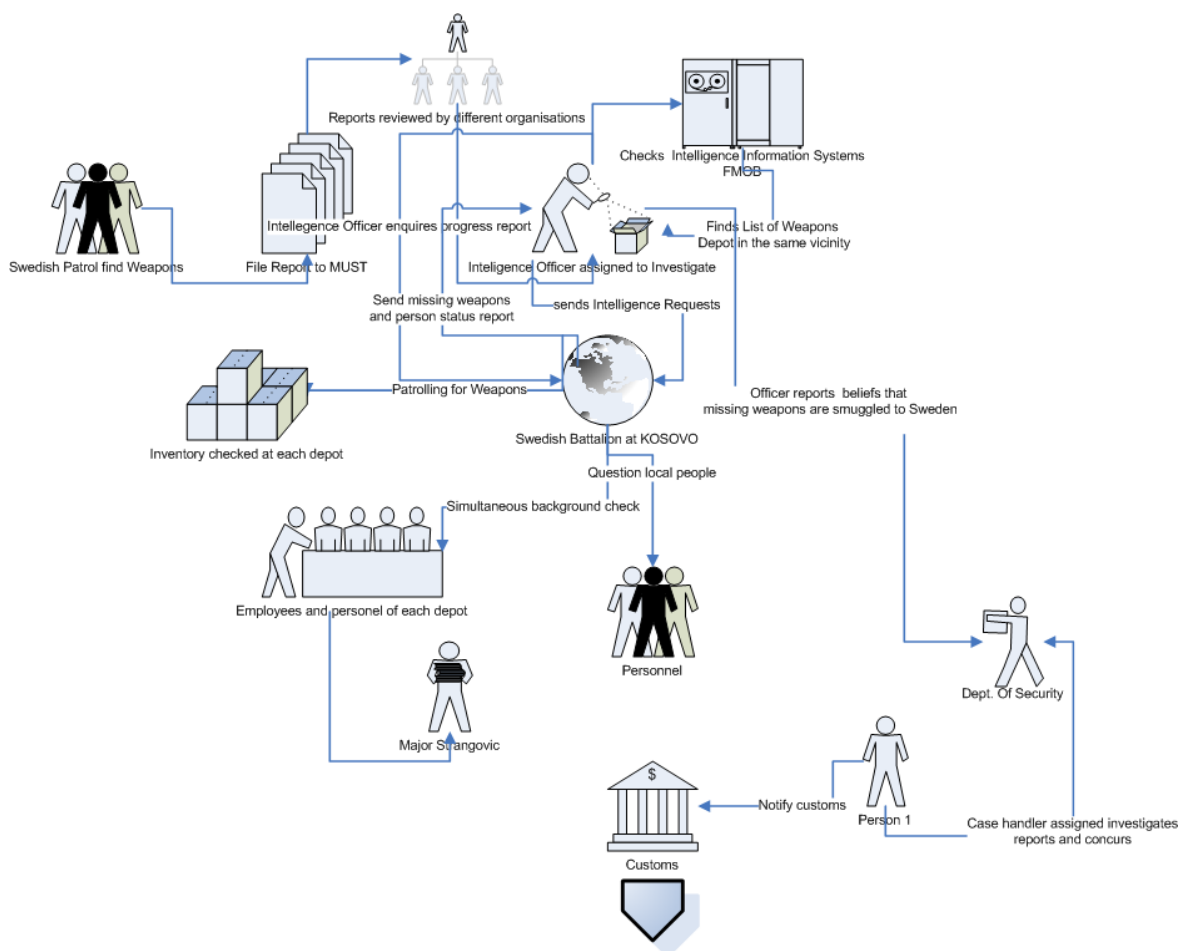 Reports reviewed by different organisations
Checks Intelligence Information Systems
FMOB
Swedish Patrol find Weapons
File Report to MUST
Intellegence Officer enquires progress report
Inteligence Officer assigned to Investigate
Finds List of Weapons
Depot in the same vicinity
Send missing weapons
and person status report
sends Intelligence Requests
Patrolling for Weapons
Inventory checked at each depot
Swedish Battalion at KOSOVO
Officer reports beliefs that
missing weapons are smuggled to Sweden
Question local people
Simultaneous background check
Employees and personel of each depot
Personnel
Major Strangovic
Dept. Of Security
$
Notify customs
Person 1
Case handler assigned investigates
reports and concurs
Customs